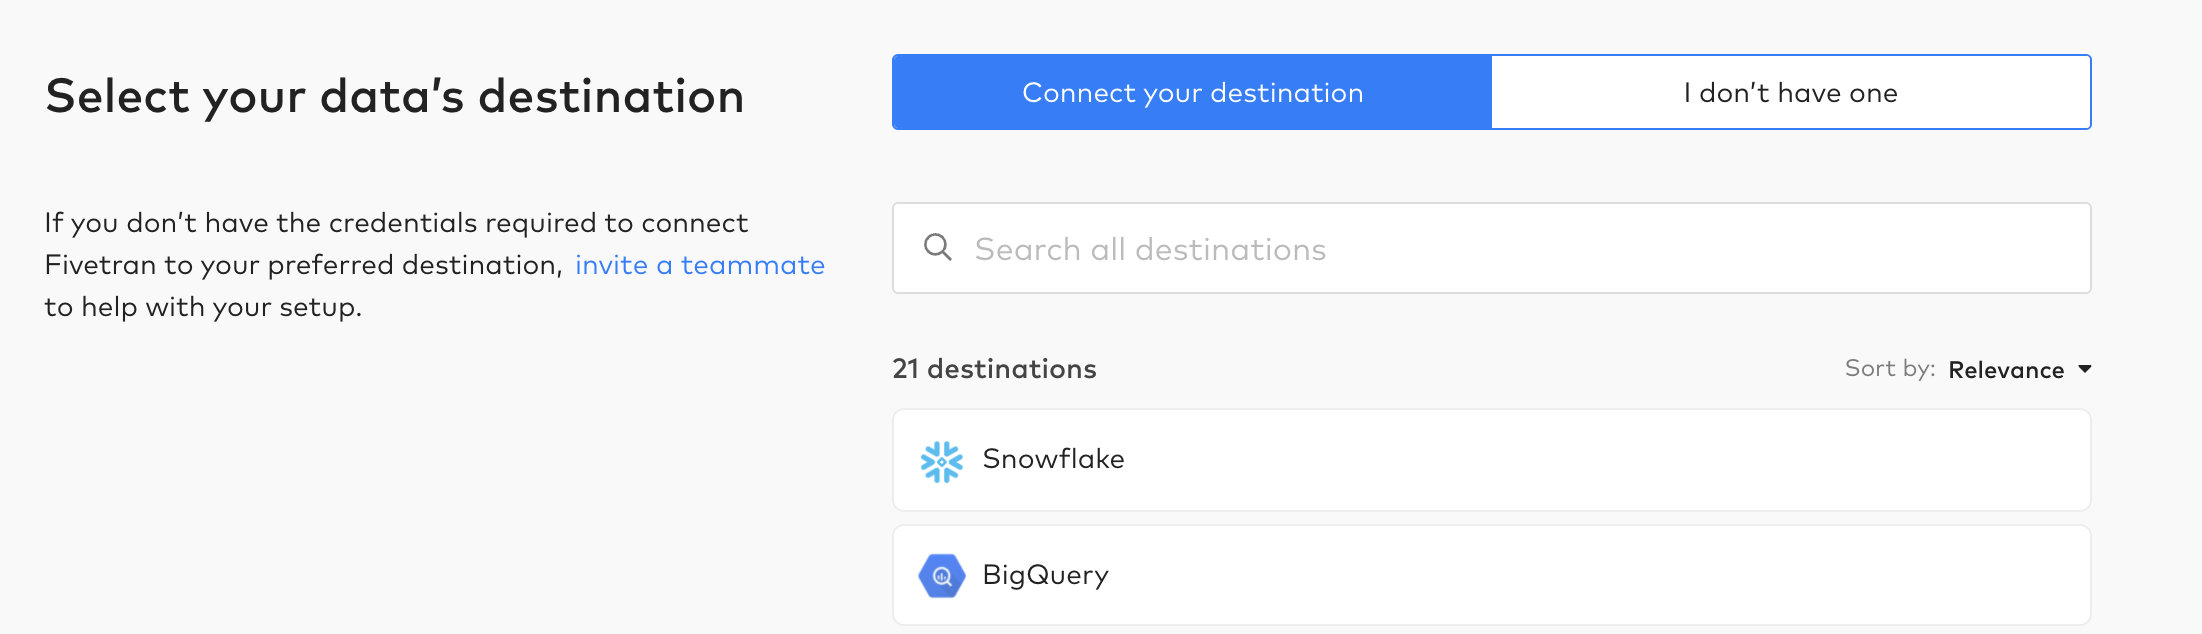 Select your data’s destination
If you don’t have the credentials required to connect
Fivetran to your preferred destination, invite a teammate
to help with your setup.
Connect your destination
I don’t have one
Search all destinations
21 destinations
Sort by: Relevance
Snowflake
BigQuery